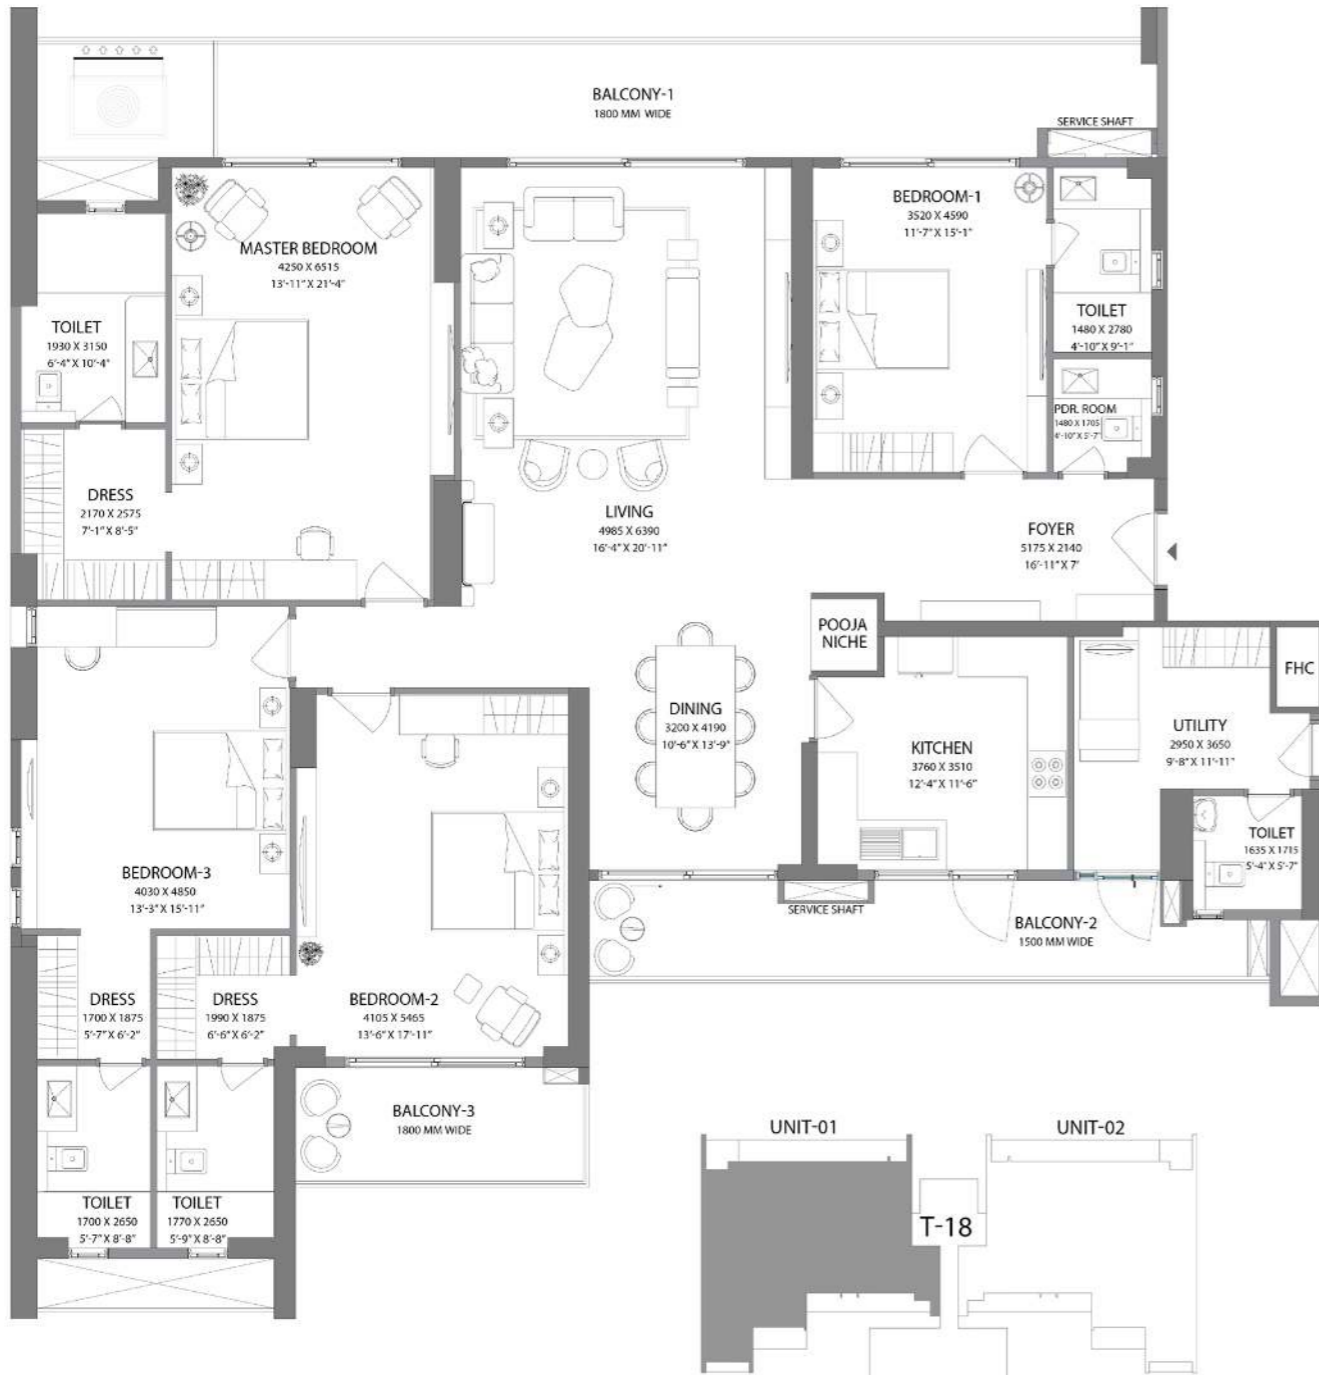 BALCONY-1
1800 MM WIDE
SERVICE SHAFT
MASTER BEDROOM
4250 X 6515
13'-11" X 21'-4"
BEDROOM-1
3520 X 4590
11'-7" X 15'-1"
TOILET
1930 X 3150
6'-4" X 10'-4"
TOILET
1480 X 2780
4'-10" X 9'-1"
PDR. ROOM
1480 X 1705
4'-10" X 5'-7"
DRESS
2170 X 2575
7'-1" X 8'-5"
LIVING
4985 X 6390
16'-4" X 20'-11"
FOYER
5175 X 2140
16'-11" X 7'
POOJA
NICHE
FHC
DINING
3200 X 4190
10'-6" X 13'-9"
KITCHEN
3760 X 3510
12'-4" X 11'-6"
UTILITY
2950 X 3650
9'-8" X 11'-11"
TOILET
1635 X 1715
5'-4" X 5'-7"
BEDROOM-3
4030 X 4850
13'-3" X 15'-11"
SERVICE SHAFT
BALCONY-2
1500 MM WIDE
DRESS
1700 X 1875
5'-7" X 6'-2"
DRESS
1990 X 1875
6'-6" X 6'-2"
BEDROOM-2
4105 X 5465
13'-6" X 17'-11"
BALCONY-3
1800 MM WIDE
TOILET
1700 X 2650
5'-7" X 8'-8"
TOILET
1770 X 2650
5'-9" X 8'-8"
UNIT-01
UNIT-02
T-18